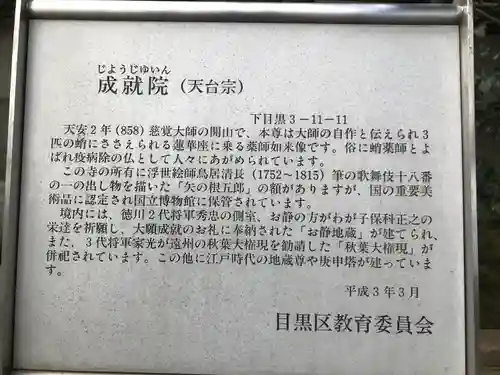 じょうじゅいん
成就院（天台宗）
下目黒3－11－11
天安2年（858）慈覚大師の開山で、本尊は大師の自作と伝えられ3
匹の蛸にささえられる蓮華座に乗る薬師如来像です。俗に蛸薬師とよ
ばれ疫病除の仏として人々にあがめられています。
この寺の所有に浮世絵師鳥居清長（1752～1815）筆の歌舞伎十八番
の一の出し物を描いた「矢の根五郎」の額がありますが、国の重要美
術品に認定され国立博物館に保管されています。
境内には、徳川2代将軍秀忠の側室、お静の方がわが子保科正之の
栄達を祈願し、大願成就のお礼に奉納された「お静地蔵」が建てられ、
また、3代将軍家光が遠州の秋葉大権現を勧請した「秋葉大権現」が
併祀されています。この他に江戸時代の地蔵尊や庚申塔が建っていま
す。
平成3年3月
目黒区教育委員会